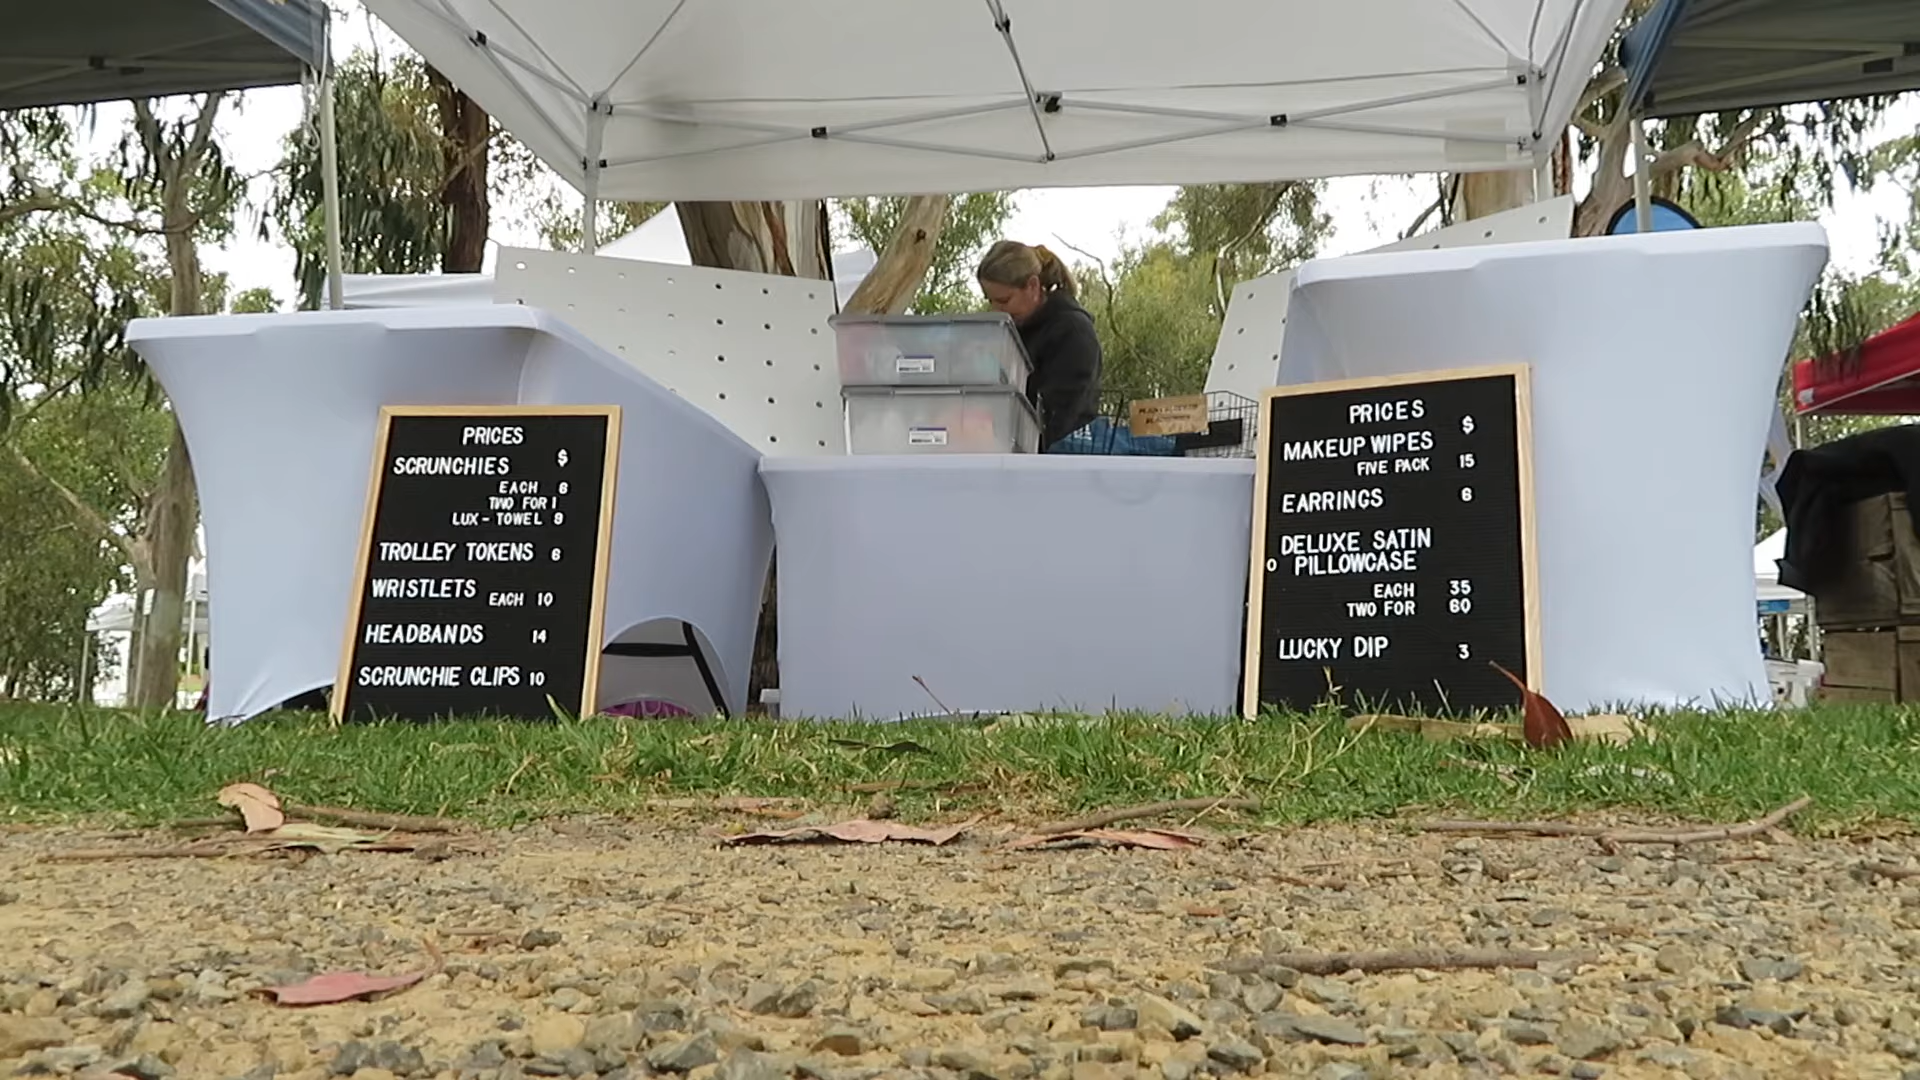 PRICES
$
SCRUNCHIES
EACH 6
TWO FOR 1
LUX-TOWEL 9
TROLLEY TOKENS 6
WRISTLETS
EACH 10
HEADBANDS 14
SCRUNCHIE CLIPS 10
PRICES
$
MAKEUP WIPES
FIVE PACK 15
EARRINGS 6
DELUXE SATIN
O PILLOWCASE
EACH 35
TWO FOR 60
LUCKY DIP 3